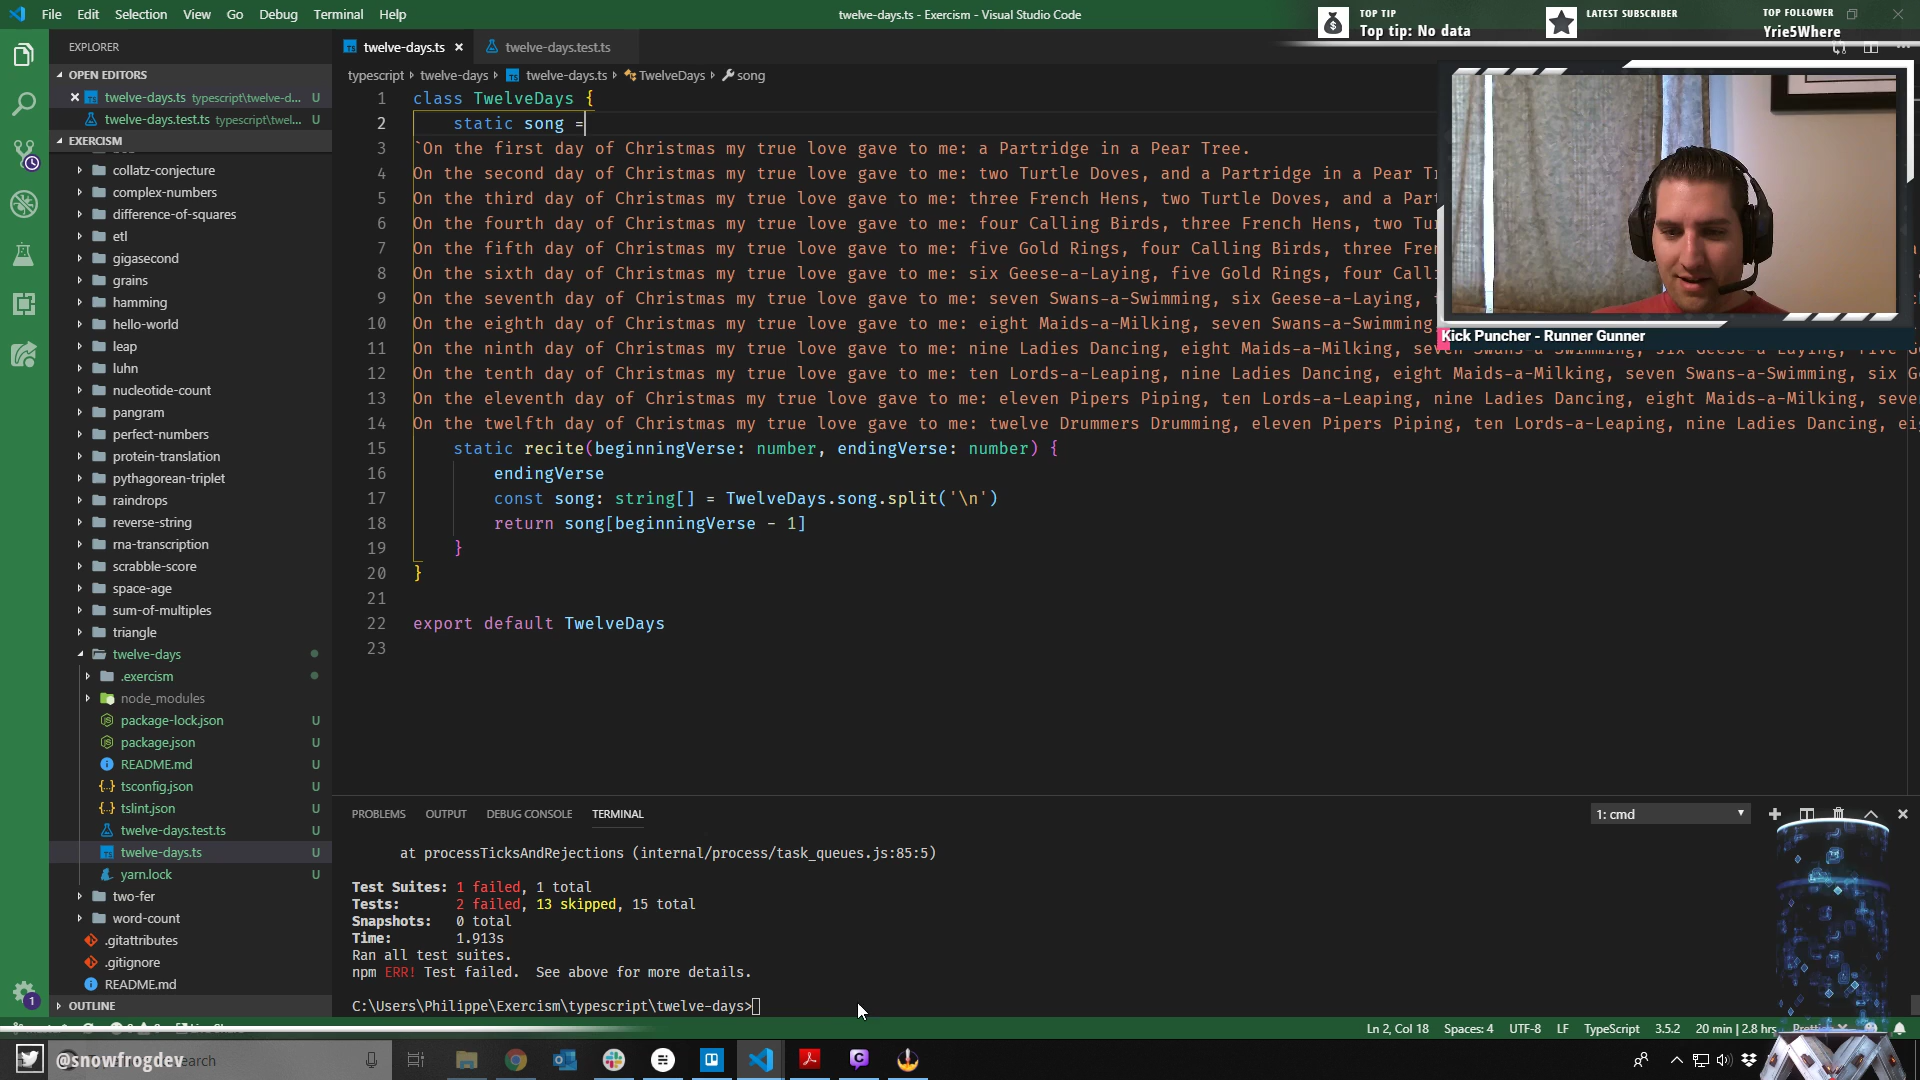 File Edit Selection View Go Debug Terminal Help
twelve-days.ts - Exercism - Visual Studio Code
TOP TIP
Top tip: No data
LATEST SUBSCRIBER
TOP FOLLOWER
Yrie5Where
EXPLORER
OPEN EDITORS
twelve-days.ts typescript\twelve-d... U
twelve-days.test.ts typescript\twel... U
EXERCISM
collatz-conjecture
complex-numbers
difference-of-squares
etl
gigasecond
grains
hamming
hello-world
leap
luhn
nucleotide-count
pangram
perfect-numbers
protein-translation
pythagorean-triplet
raindrops
reverse-string
rna-transcription
scrabble-score
space-age
sum-of-multiples
triangle
twelve-days
.exercism
node_modules
package-lock.json U
package.json U
README.md U
tsconfig.json U
tslint.json U
twelve-days.test.ts U
twelve-days.ts U
yarn.lock U
two-fer
word-count
.gitattributes
.gitignore
README.md
OUTLINE
1
twelve-days.ts twelve-days.test.ts
typescript twelve-days twelve-days.ts TwelveDays song
1 class TwelveDays {
2 static song =
3 `On the first day of Christmas my true love gave to me: a Partridge in a Pear Tree.
4 On the second day of Christmas my true love gave to me: two Turtle Doves, and a Partridge in a Pear T
5 On the third day of Christmas my true love gave to me: three French Hens, two Turtle Doves, and a Part
6 On the fourth day of Christmas my true love gave to me: four Calling Birds, three French Hens, two Tu
7 On the fifth day of Christmas my true love gave to me: five Gold Rings, four Calling Birds, three Fre
8 On the sixth day of Christmas my true love gave to me: six Geese-a-Laying, five Gold Rings, four Call
9 On the seventh day of Christmas my true love gave to me: seven Swans-a-Swimming, six Geese-a-Laying,
10 On the eighth day of Christmas my true love gave to me: eight Maids-a-Milking, seven Swans-a-Swimming
11 On the ninth day of Christmas my true love gave to me: nine Ladies Dancing, eight Maids-a-Milking, seven Swans-a-Swimming, six Geese-a-Laying, five G
12 On the tenth day of Christmas my true love gave to me: ten Lords-a-Leaping, nine Ladies Dancing, eight Maids-a-Milking, seven Swans-a-Swimming, six Ge
13 On the eleventh day of Christmas my true love gave to me: eleven Pipers Piping, ten Lords-a-Leaping, nine Ladies Dancing, eight Maids-a-Milking, seve
14 On the twelfth day of Christmas my true love gave to me: twelve Drummers Drumming, eleven Pipers Piping, ten Lords-a-Leaping, nine Ladies Dancing, ei
15 static recite(beginningVerse: number, endingVerse: number) {
16 endingVerse
17 const song: string[] = TwelveDays.song.split('\n')
18 return song[beginningVerse - 1]
19 }
20 }
21
22 export default TwelveDays
23
Kick Puncher - Runner Gunner
PROBLEMS OUTPUT DEBUG CONSOLE TERMINAL
1: cmd
at processTicksAndRejections (internal/process/task_queues.js:85:5)
Test Suites: 1 failed, 1 total
Tests: 2 failed, 13 skipped, 15 total
Snapshots: 0 total
Time: 1.913s
Ran all test suites.
npm ERR! Test failed. See above for more details.
C:\Users\Philippe\Exercism\typescript\twelve-days>
Ln 2, Col 18 Spaces: 4 UTF-8 LF TypeScript 3.5.2 20 min | 2.8 hrs
@snowfrogdev